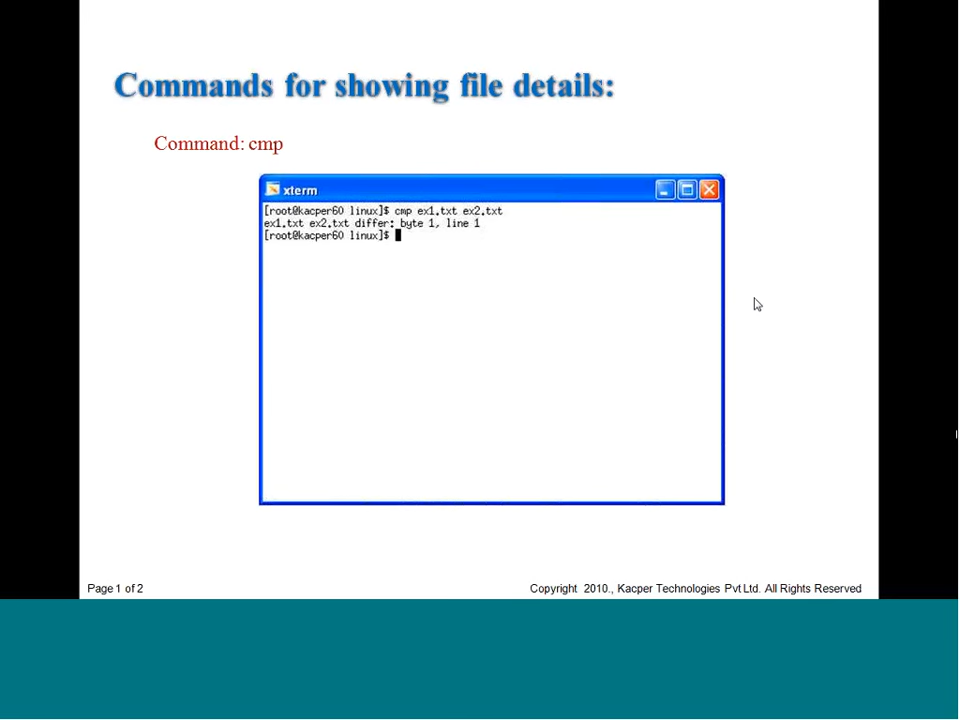 Commands for showing file details:
Command: cmp
xterm
[root@kacper60 linux]$ cmp ex1.txt ex2.txt
ex1.txt ex2.txt differ: byte 1, line 1
[root@kacper60 linux]$
Page 1 of 2
Copyright 2010., Kacper Technologies Pvt Ltd. All Rights Reserved